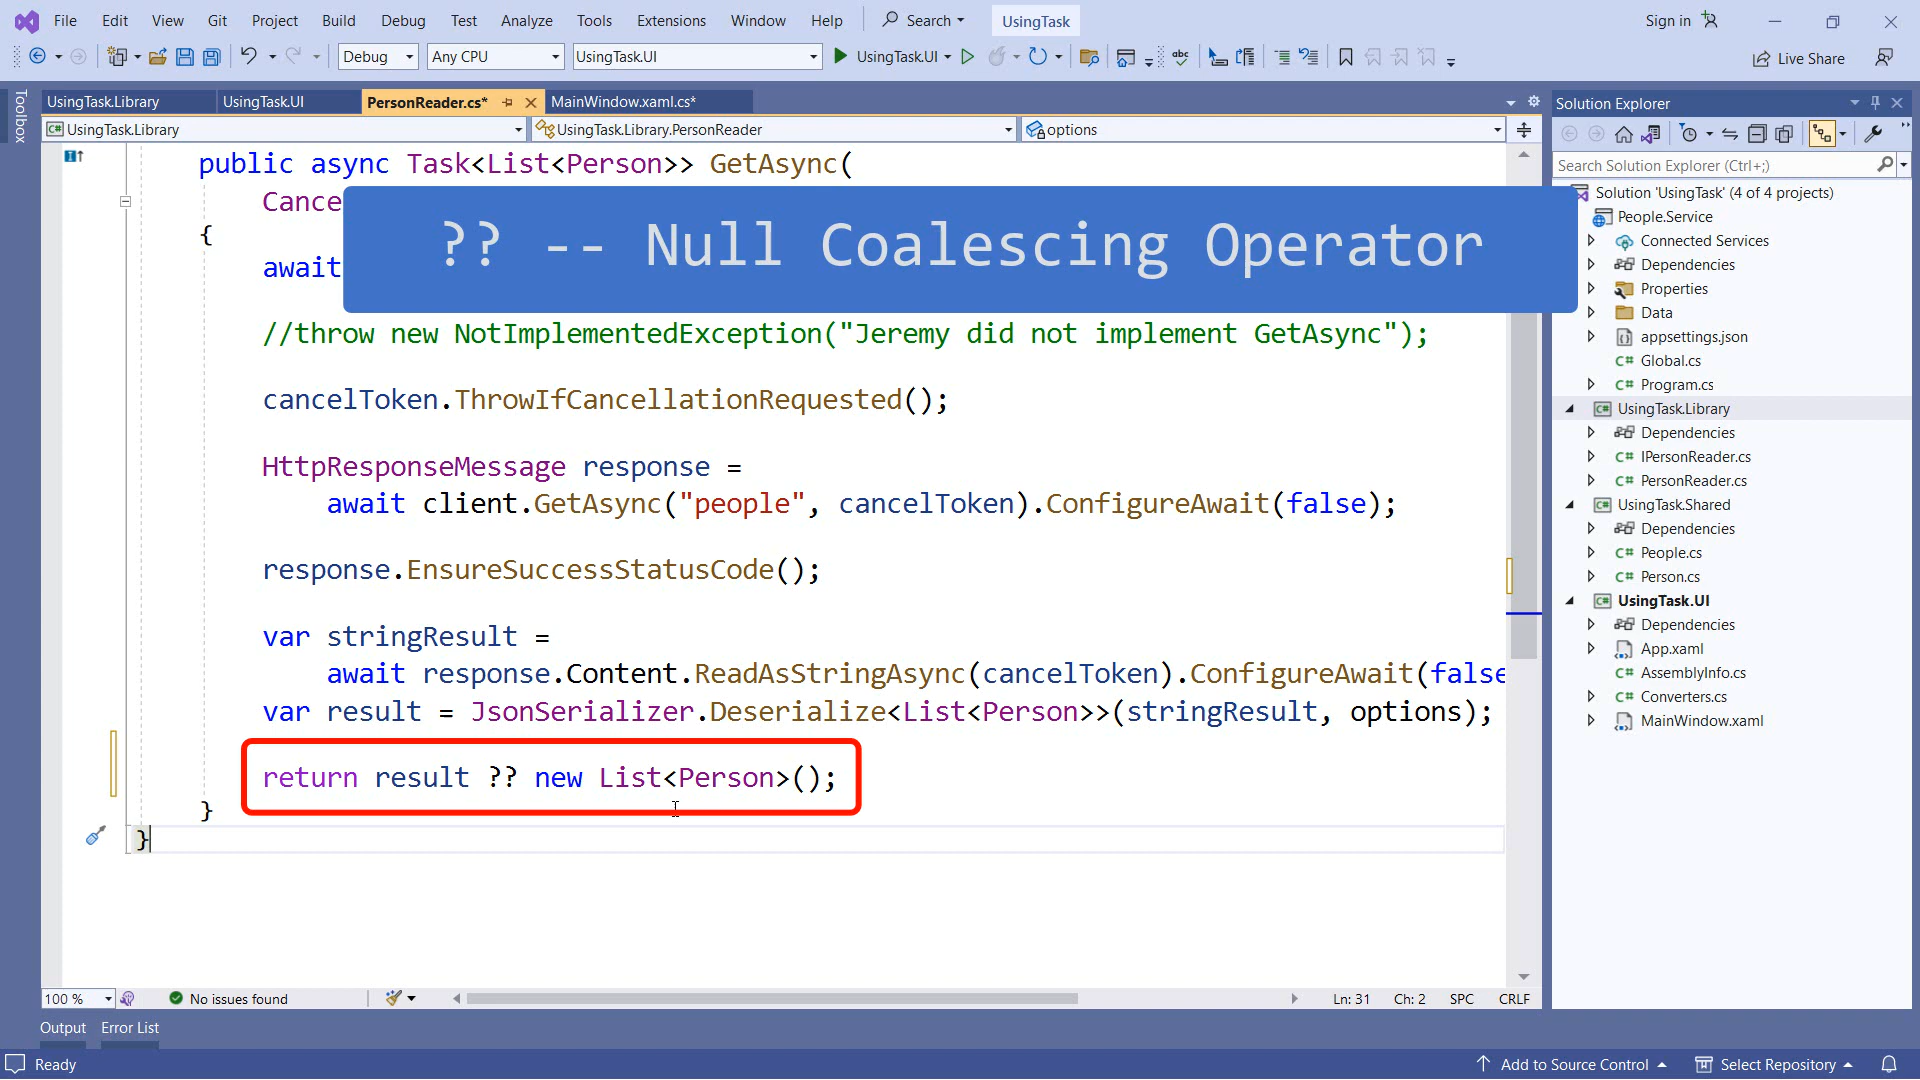 File Edit View Git Project Build Debug Test Analyze Tools Extensions Window Help Search UsingTask Sign in
Debug Any CPU UsingTask.UI UsingTask.UI abc Live Share
Toolbox
UsingTask.Library UsingTask.UI PersonReader.cs* MainWindow.xaml.cs*
C# UsingTask.Library UsingTask.Library.PersonReader options
public async Task<List<Person>> GetAsync(
Cance
?? -- Null Coalescing Operator
{
await
//throw new NotImplementedException("Jeremy did not implement GetAsync");
cancelToken.ThrowIfCancellationRequested();
HttpResponseMessage response =
await client.GetAsync("people", cancelToken).ConfigureAwait(false);
response.EnsureSuccessStatusCode();
var stringResult =
await response.Content.ReadAsStringAsync(cancelToken).ConfigureAwait(false
var result = JsonSerializer.Deserialize<List<Person>>(stringResult, options);
return result ?? new List<Person>();
}
}
100 % No issues found Ln: 31 Ch: 2 SPC CRLF
Output Error List
Solution Explorer
Search Solution Explorer (Ctrl+;)
Solution 'UsingTask' (4 of 4 projects)
People.Service
Connected Services
Dependencies
Properties
Data
appsettings.json
C# Global.cs
C# Program.cs
C# UsingTask.Library
Dependencies
C# IPersonReader.cs
C# PersonReader.cs
C# UsingTask.Shared
Dependencies
C# People.cs
C# Person.cs
C# UsingTask.UI
Dependencies
App.xaml
C# AssemblyInfo.cs
C# Converters.cs
MainWindow.xaml
Ready Add to Source Control Select Repository